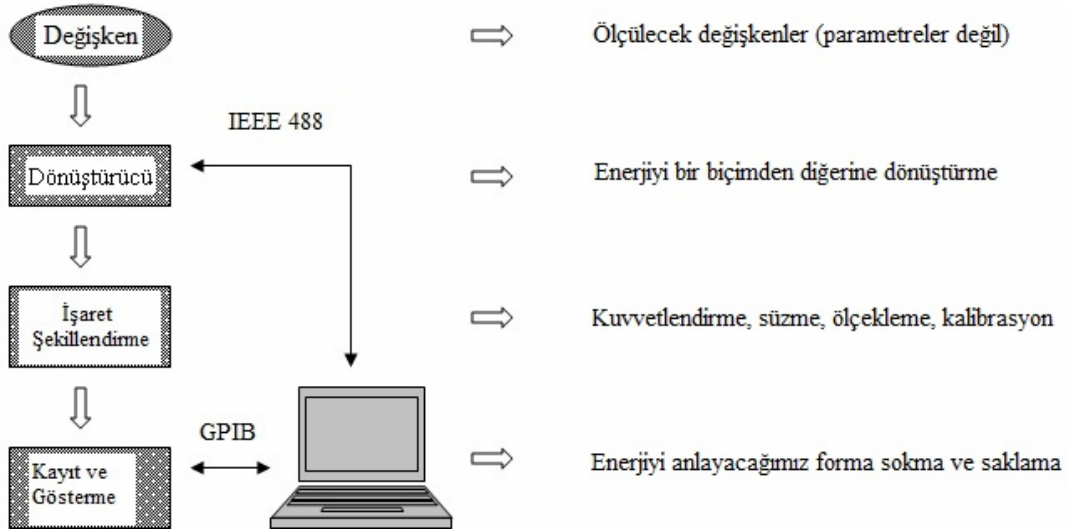 Değişken
Ölçülecek değişkenler (parametreler değil)
IEEE 488
Dönüştürücü
Enerjiyi bir biçimden diğerine dönüştürme
İşaret
Şekillendirme
Kuvvetlendirme, süzme, ölçekleme, kalibrasyon
GPIB
Kayıt ve
Gösterme
Enerjiyi anlayacağımız forma sokma ve saklama